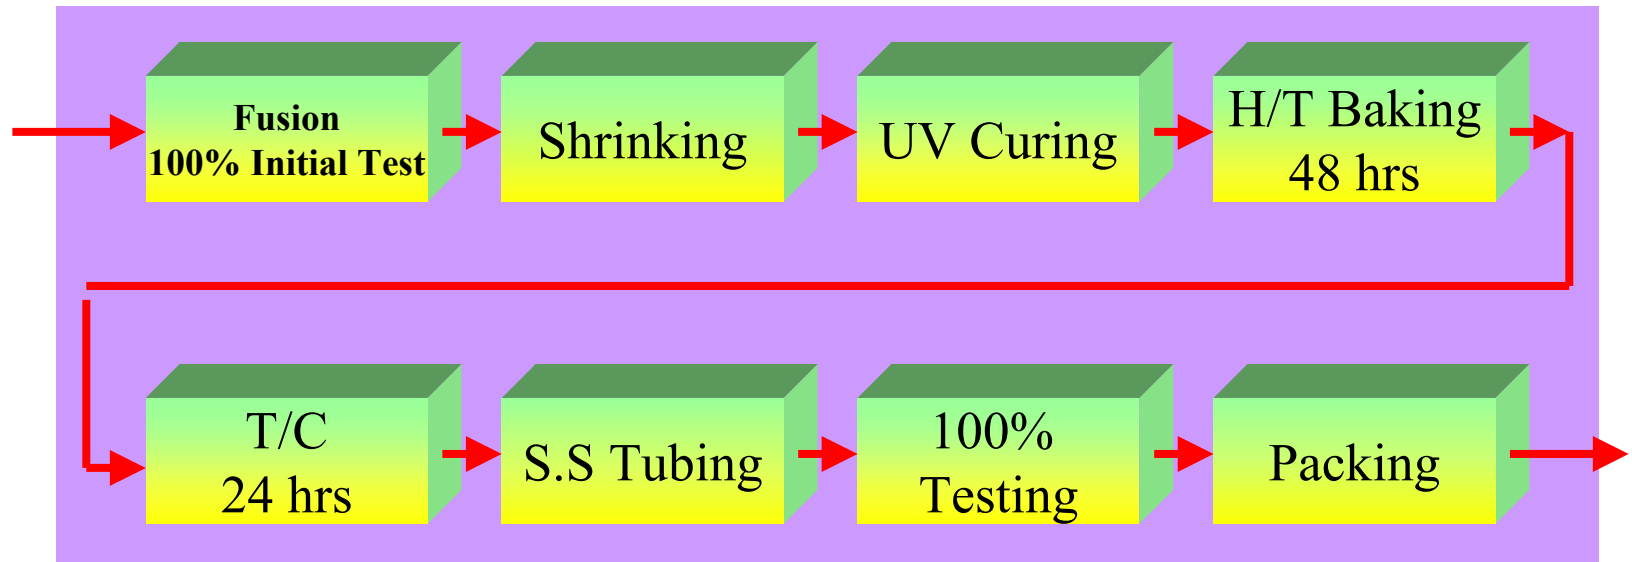 Fusion
100% Initial Test
Shrinking
UV Curing
H/T Baking
48 hrs
T/C
24 hrs
S.S Tubing
100%
Testing
Packing